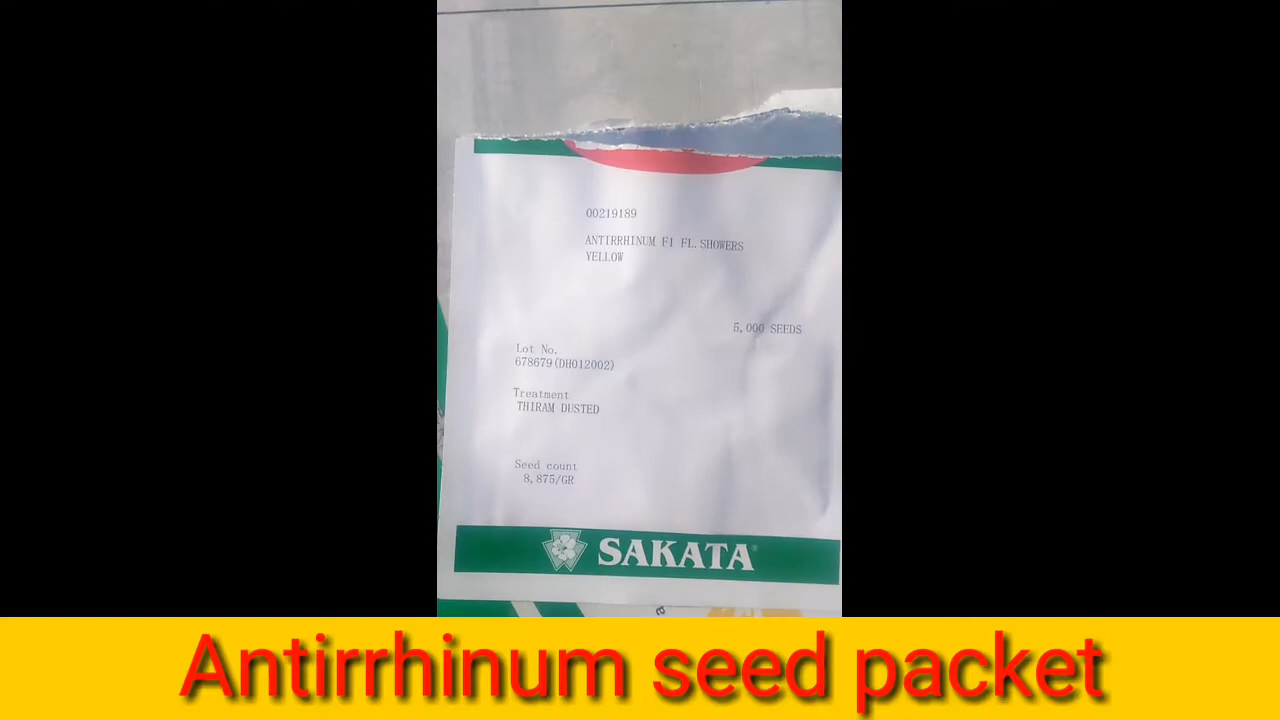 00219189
ANTIRRHINUM F1 FL. SHOWERS
YELLOW
5,000 SEEDS
Lot No.
678679(DH012002)
Treatment
THIRAM DUSTED
Seed count
8,875/GR
SAKATA®
a
Antirrhinum seed packet